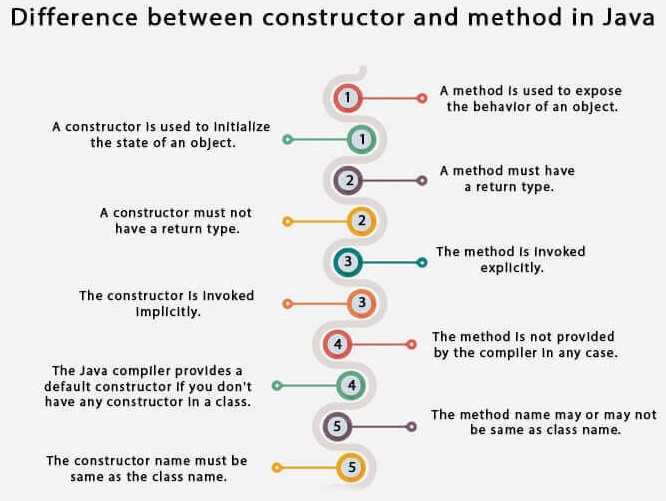 Difference between constructor and method in Java
1
A method is used to expose
the behavior of an object.
A constructor is used to initialize
the state of an object.
1
2
A method must have
a return type.
A constructor must not
have a return type.
2
3
The method is invoked
explicitly.
The constructor is invoked
implicitly.
3
4
The method is not provided
by the compiler in any case.
The Java compiler provides a
default constructor if you don't
have any constructor in a class.
4
5
The method name may or may not
be same as class name.
The constructor name must be
same as the class name.
5